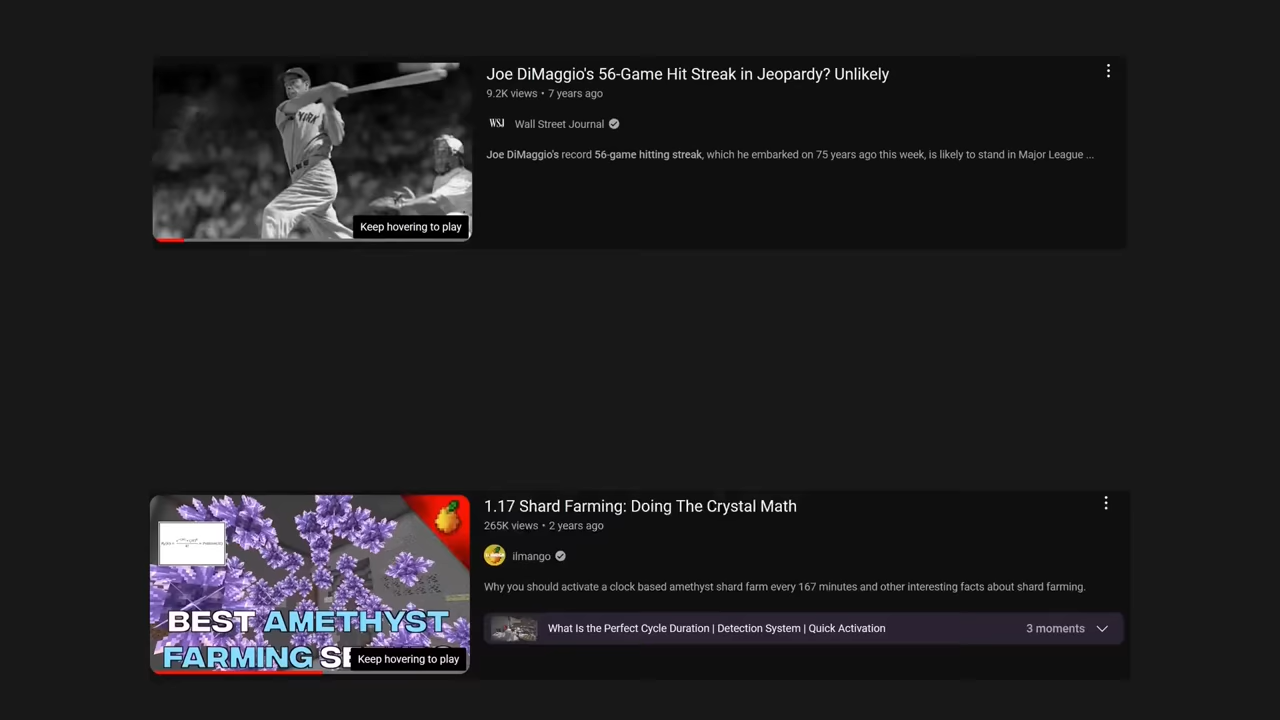 Joe DiMaggio's 56-Game Hit Streak in Jeopardy? Unlikely
9.2K views • 7 years ago
WSJ Wall Street Journal
Joe DiMaggio's record 56-game hitting streak, which he embarked on 75 years ago this week, is likely to stand in Major League ...
Keep hovering to play
1.17 Shard Farming: Doing The Crystal Math
265K views • 2 years ago
ilmango
Why you should activate a clock based amethyst shard farm every 167 minutes and other interesting facts about shard farming.
What Is the Perfect Cycle Duration | Detection System | Quick Activation
3 moments
BEST AMETHYST
FARMING SE
Keep hovering to play